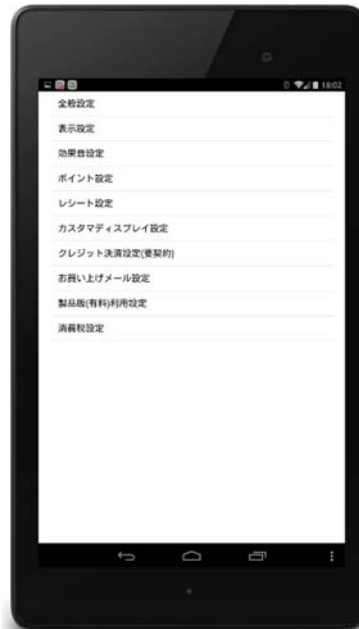 18:02
全般設定
表示設定
効果音設定
ポイント設定
レシート設定
カスタマディスプレイ設定
クレジット決済設定(要契約)
お買い上げメール設定
製品版(有料)利用設定
消費税設定